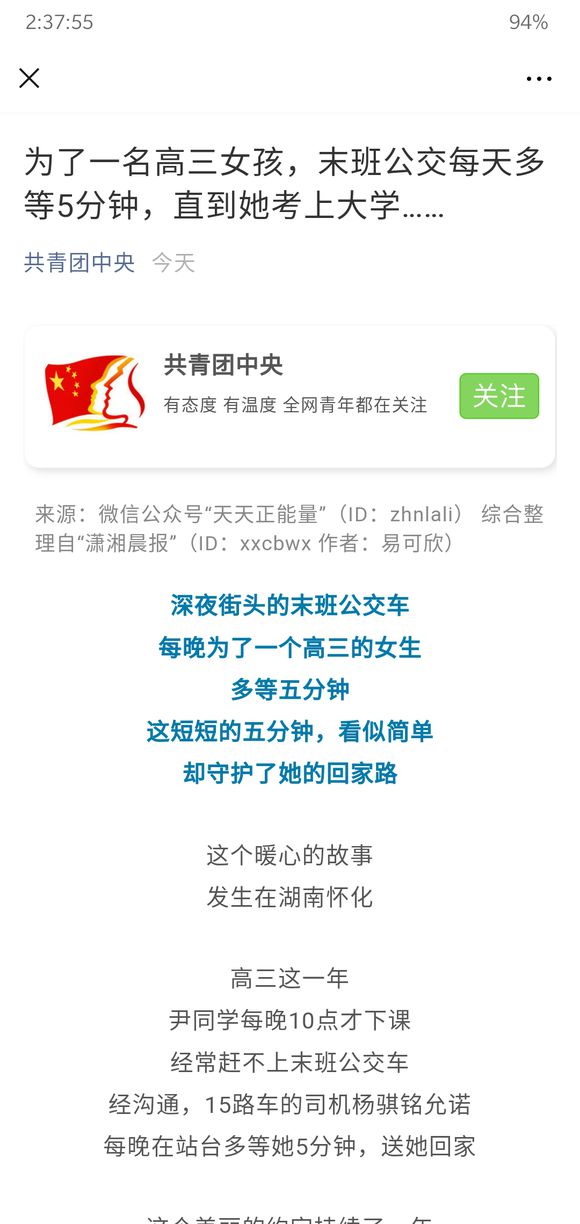 2:37:55
94%
为了一名高三女孩，末班公交每天多
等5分钟，直到她考上大学……
共青团中央 今天
共青团中央
有态度 有温度 全网青年都在关注
关注
来源：微信公众号“天天正能量”（ID：zhnlali） 综合整
理自“潇湘晨报”（ID：xxcbwx 作者：易可欣）
深夜街头的末班公交车
每晚为了一个高三的女生
多等五分钟
这短短的五分钟，看似简单
却守护了她的回家路
这个暖心的故事
发生在湖南怀化
高三这一年
尹同学每晚10点才下课
经常赶不上末班公交车
经沟通，15路车的司机杨骐铭允诺
每晚在站台多等她5分钟，送她回家